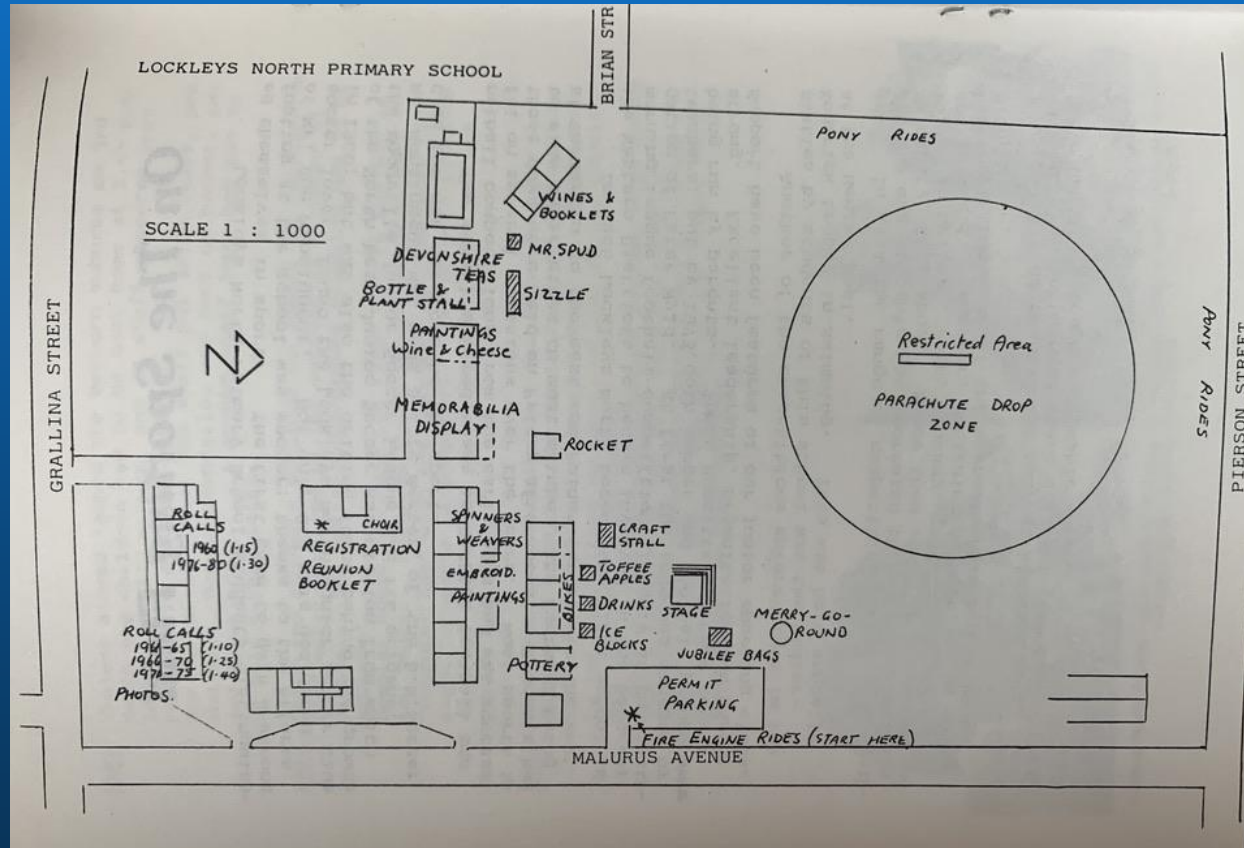 LOCKLEYS NORTH PRIMARY SCHOOL
BRIAN STR
PONY RIDES
SCALE 1 : 1000
WINES &
BOOKLETS
MR. SPUD
DEVONSHIRE
TEAS
BOTTLE &
PLANT STALL
SIZZLE
PAINTINGS
Wine & Cheese
MEMORABILIA
DISPLAY
ROCKET
N
GRALLINA STREET
Restricted Area
PARACHUTE DROP
ZONE
PONY RIDES
PIERSON STREET
ROLL
CALLS
1960 (1·15)
1976-80 (1·30)
CHOIR
REGISTRATION
REUNION
BOOKLET
SPINNERS
&
WEAVERS
EMBROID.
PAINTINGS
BIKES
CRAFT
STALL
TOFFEE
APPLES
DRINKS
ICE
BLOCKS
STAGE
JUBILEE BAGS
MERRY-GO-
ROUND
ROLL CALLS
1961-65 (1·10)
1966-70 (1·25)
1971-75 (1·40)
PHOTOS.
POTTERY
PERMIT
PARKING
FIRE ENGINE RIDES (START HERE)
MALURUS AVENUE